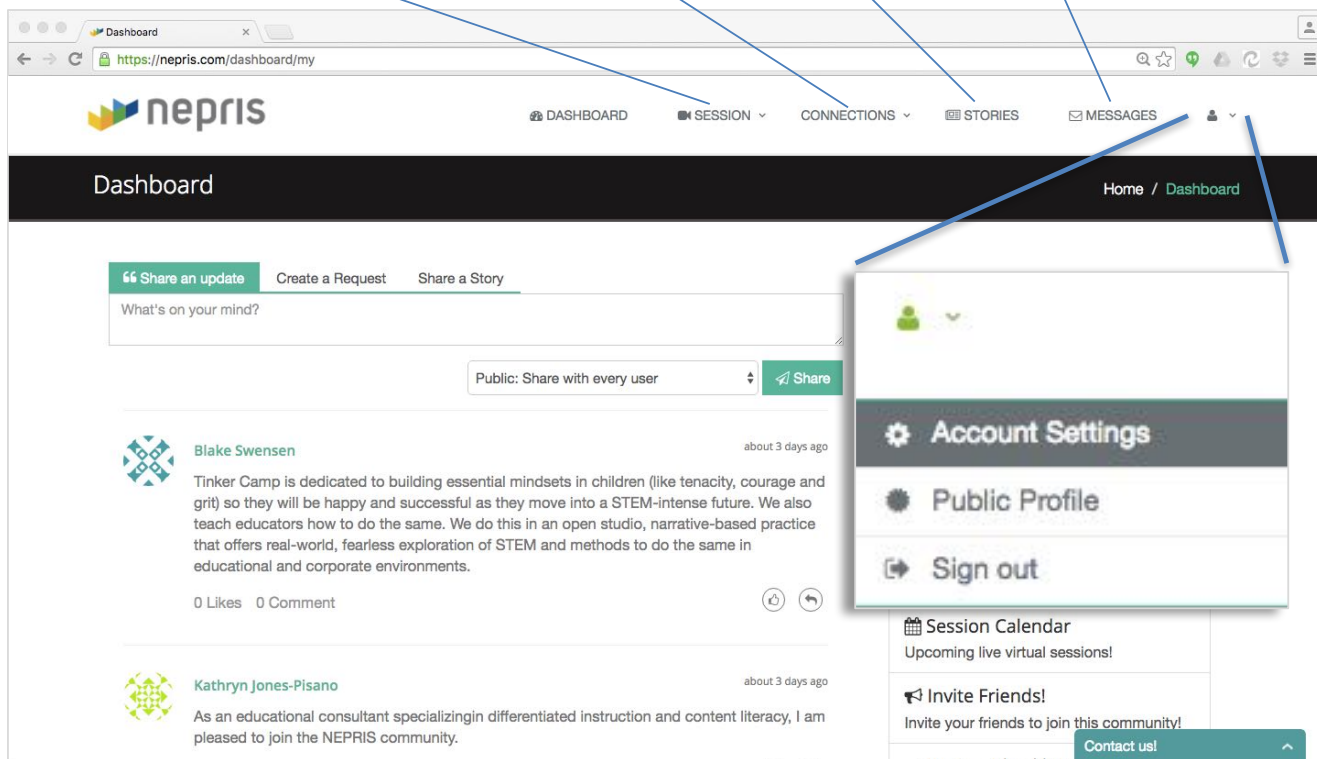 Dashboard
https://nepris.com/dashboard/my
nepris
DASHBOARD SESSION CONNECTIONS STORIES MESSAGES
Dashboard
Home / Dashboard
Share an update Create a Request Share a Story
What's on your mind?
Public: Share with every user Share
Account Settings
Public Profile
Sign out
Blake Swensen about 3 days ago
Tinker Camp is dedicated to building essential mindsets in children (like tenacity, courage and
grit) so they will be happy and successful as they move into a STEM-intense future. We also
teach educators how to do the same. We do this in an open studio, narrative-based practice
that offers real-world, fearless exploration of STEM and methods to do the same in
educational and corporate environments.
0 Likes 0 Comment
Session Calendar
Upcoming live virtual sessions!
Kathryn Jones-Pisano about 3 days ago
As an educational consultant specializingin differentiated instruction and content literacy, I am
pleased to join the NEPRIS community.
Invite Friends!
Invite your friends to join this community!
Contact us!